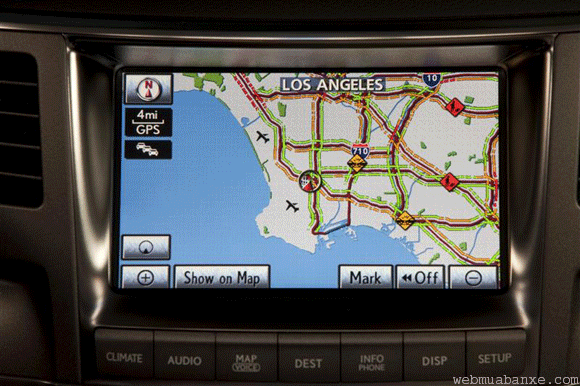 N
LOS ANGELES
10
4mi
GPS
710
Show on Map
Mark
Off
CLIMATE
AUDIO
MAP
VOICE
DEST
INFO
PHONE
DISP
SETUP
webmuabanxe.com